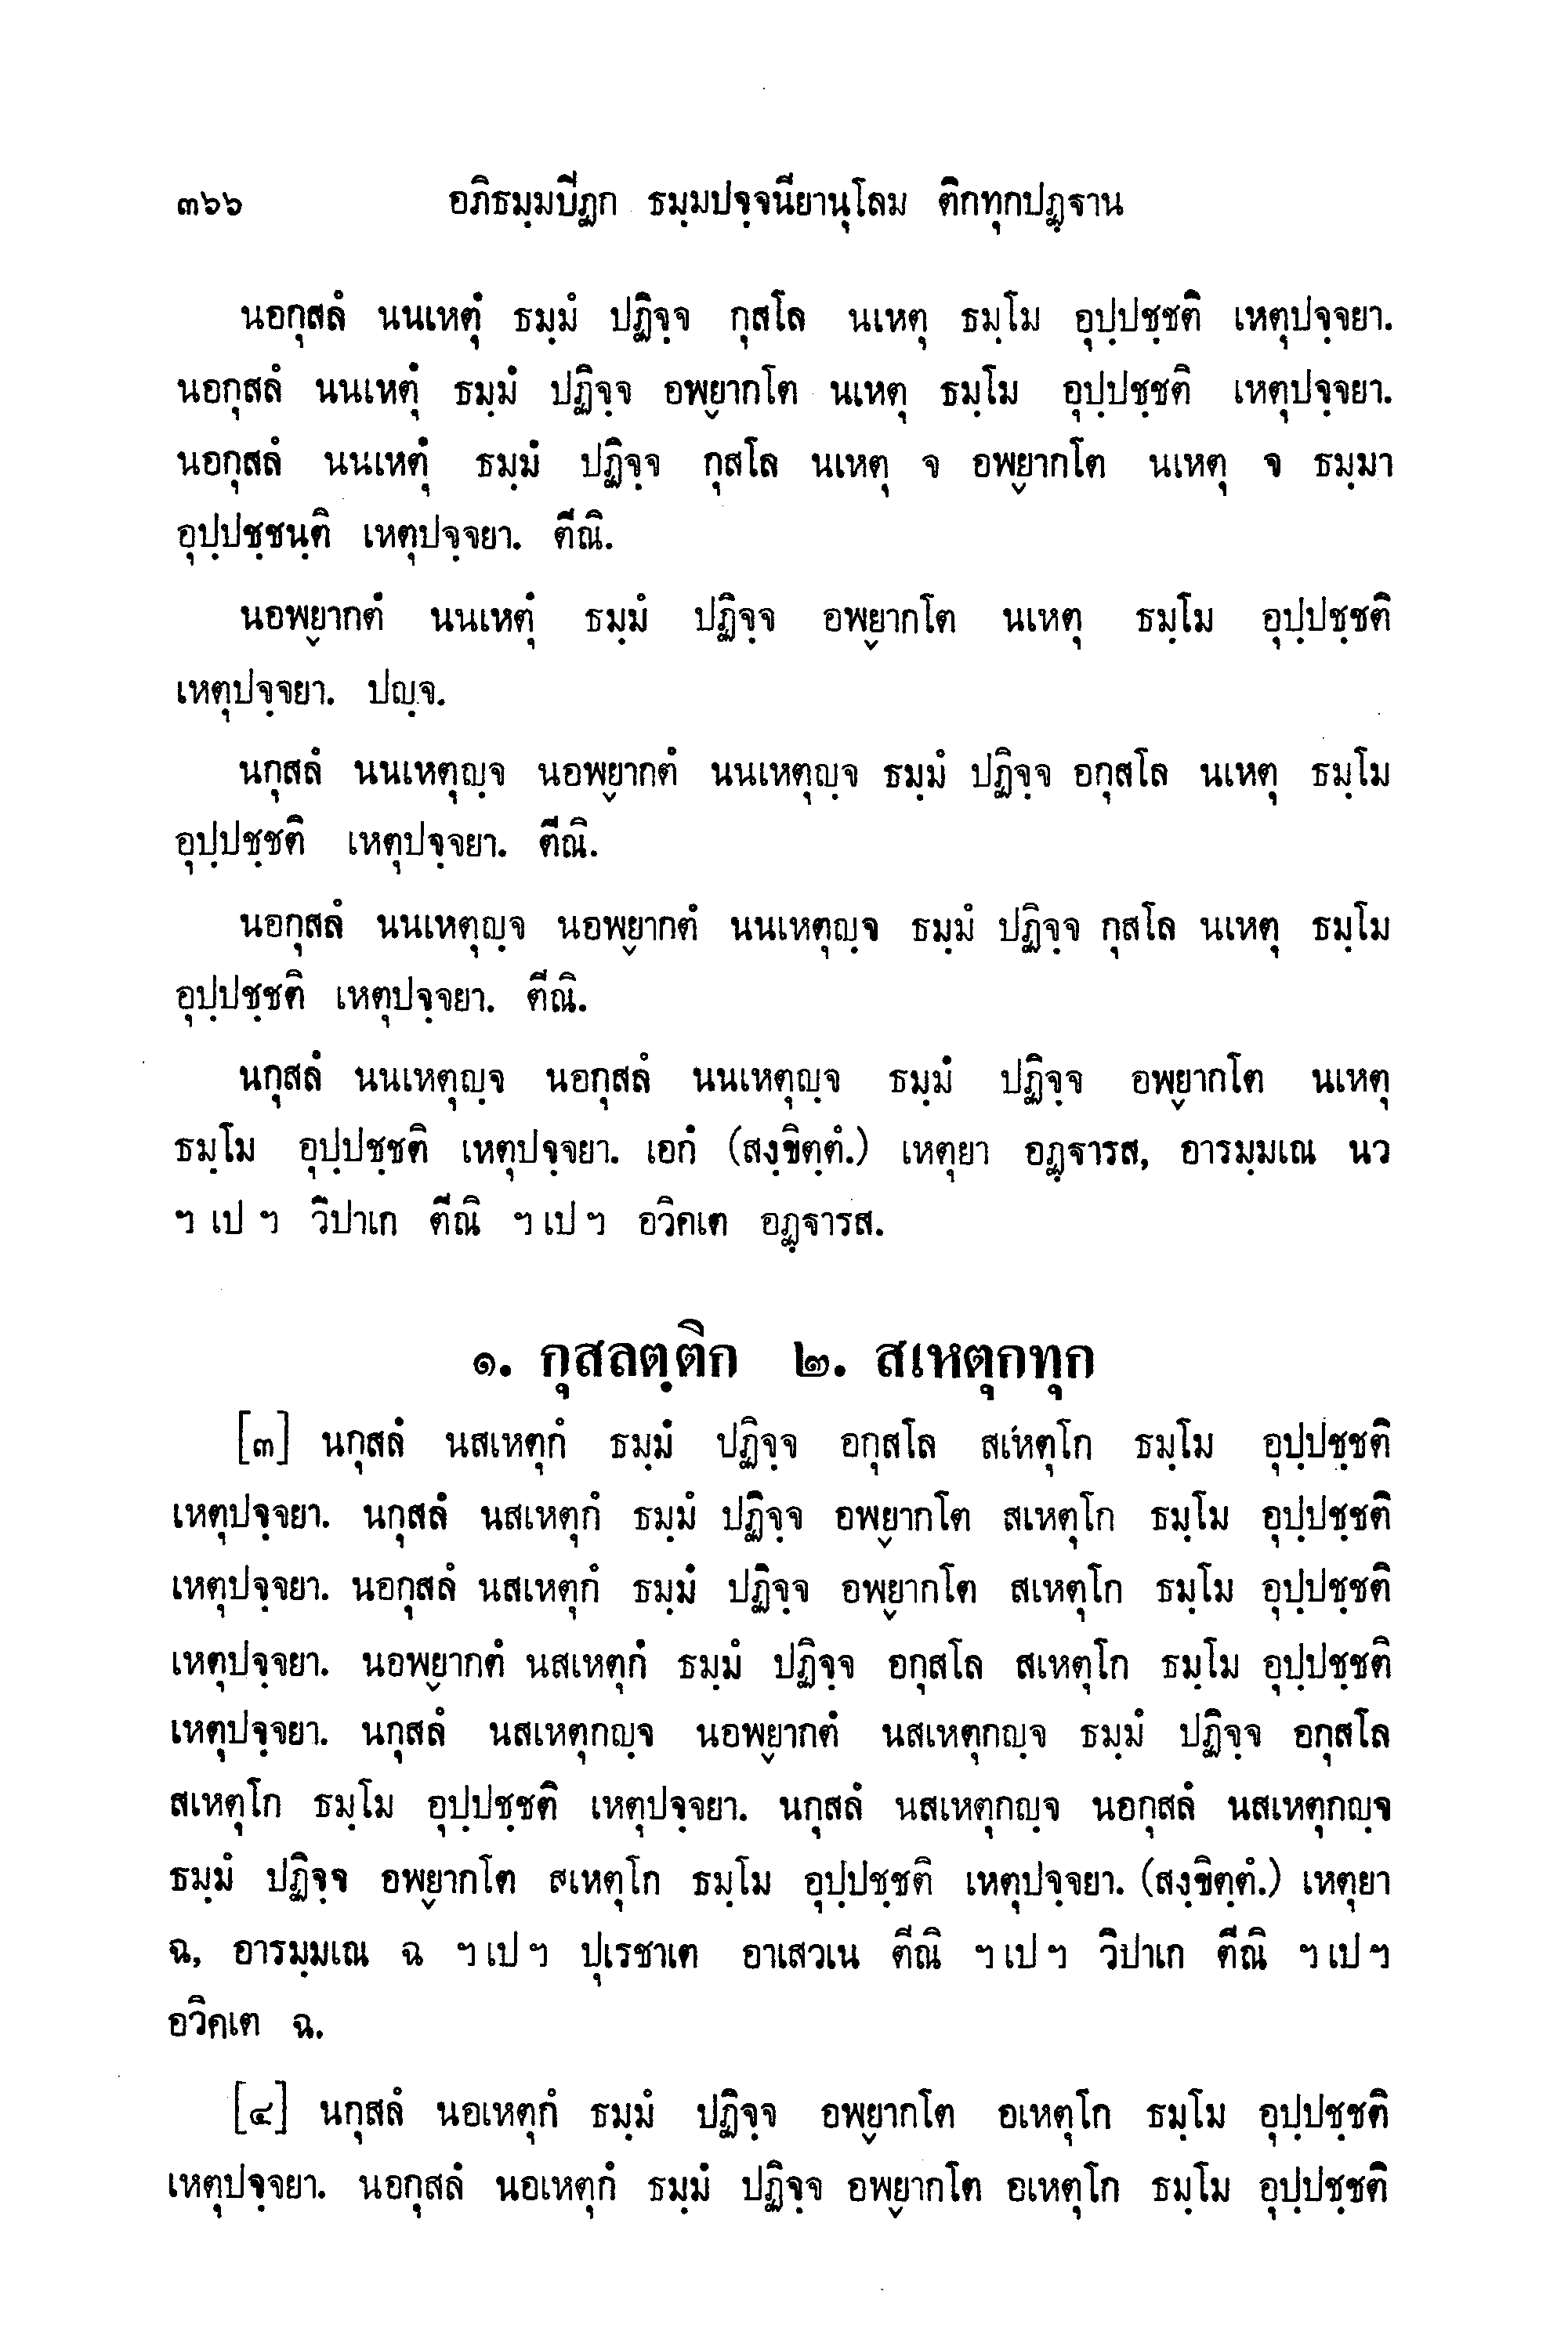 ๓๖๖ อภิธมฺมปิฏก ธมฺมปจฺจนียานุโลม ติกทุกปฏฺฐาน
นอกุสลํ นนเหตุํ ธมฺมํ ปฏิจฺจ กุสโล นเหตุ ธมฺโม อุปฺปชฺชติ เหตุปจฺจยา.
นอกุสลํ นนเหตุํ ธมฺมํ ปฏิจฺจ อพฺยากโต นเหตุ ธมฺโม อุปฺปชฺชติ เหตุปจฺจยา.
นอกุสลํ นนเหตุํ ธมฺมํ ปฏิจฺจ กุสโล นเหตุ จ อพฺยากโต นเหตุ จ ธมฺมา
อุปฺปชฺชนฺติ เหตุปจฺจยา. ตีณิ.
นอพฺยากตํ นนเหตุํ ธมฺมํ ปฏิจฺจ อพฺยากโต นเหตุ ธมฺโม อุปฺปชฺชติ
เหตุปจฺจยา. ปญฺจ.
นกุสลํ นนเหตุญฺจ นอพฺยากตํ นนเหตุญฺจ ธมฺมํ ปฏิจฺจ อกุสโล นเหตุ ธมฺโม
อุปฺปชฺชติ เหตุปจฺจยา. ตีณิ.
นอกุสลํ นนเหตุญฺจ นอพฺยากตํ นนเหตุญฺจ ธมฺมํ ปฏิจฺจ กุสโล นเหตุ ธมฺโม
อุปฺปชฺชติ เหตุปจฺจยา. ตีณิ.
นกุสลํ นนเหตุญฺจ นอกุสลํ นนเหตุญฺจ ธมฺมํ ปฏิจฺจ อพฺยากโต นเหตุ
ธมฺโม อุปฺปชฺชติ เหตุปจฺจยา. เอกํ (สงฺขิตฺตํ.) เหตุยา อฏฺฐารส, อารมฺมเณ นว
ฯ เป ฯ วิปาเก ตีณิ ฯ เป ฯ อวิคเต อฏฺฐารส.
๑. กุสลตฺติก ๒. สเหตุกทุก
[๓] นกุสลํ นสเหตุกํ ธมฺมํ ปฏิจฺจ อกุสโล สเหตุโก ธมฺโม อุปฺปชฺชติ
เหตุปจฺจยา. นกุสลํ นสเหตุกํ ธมฺมํ ปฏิจฺจ อพฺยากโต สเหตุโก ธมฺโม อุปฺปชฺชติ
เหตุปจฺจยา. นอกุสลํ นสเหตุกํ ธมฺมํ ปฏิจฺจ อพฺยากโต สเหตุโก ธมฺโม อุปฺปชฺชติ
เหตุปจฺจยา. นอพฺยากตํ นสเหตุกํ ธมฺมํ ปฏิจฺจ อกุสโล สเหตุโก ธมฺโม อุปฺปชฺชติ
เหตุปจฺจยา. นกุสลํ นสเหตุกญฺจ นอพฺยากตํ นสเหตุกญฺจ ธมฺมํ ปฏิจฺจ อกุสโล
สเหตุโก ธมฺโม อุปฺปชฺชติ เหตุปจฺจยา. นกุสลํ นสเหตุกญฺจ นอกุสลํ นสเหตุกญฺจ
ธมฺมํ ปฏิจฺจ อพฺยากโต สเหตุโก ธมฺโม อุปฺปชฺชติ เหตุปจฺจยา. (สงฺขิตฺตํ.) เหตุยา
ฉ, อารมฺมเณ ฉ ฯ เป ฯ ปุเรชาเต อาเสวเน ตีณิ ฯ เป ฯ วิปาเก ตีณิ ฯ เป ฯ
อวิคเต ฉ.
[๔] นกุสลํ นอเหตุกํ ธมฺมํ ปฏิจฺจ อพฺยากโต อเหตุโก ธมฺโม อุปฺปชฺชติ
เหตุปจฺจยา. นอกุสลํ นอเหตุกํ ธมฺมํ ปฏิจฺจ อพฺยากโต อเหตุโก ธมฺโม อุปฺปชฺชติ